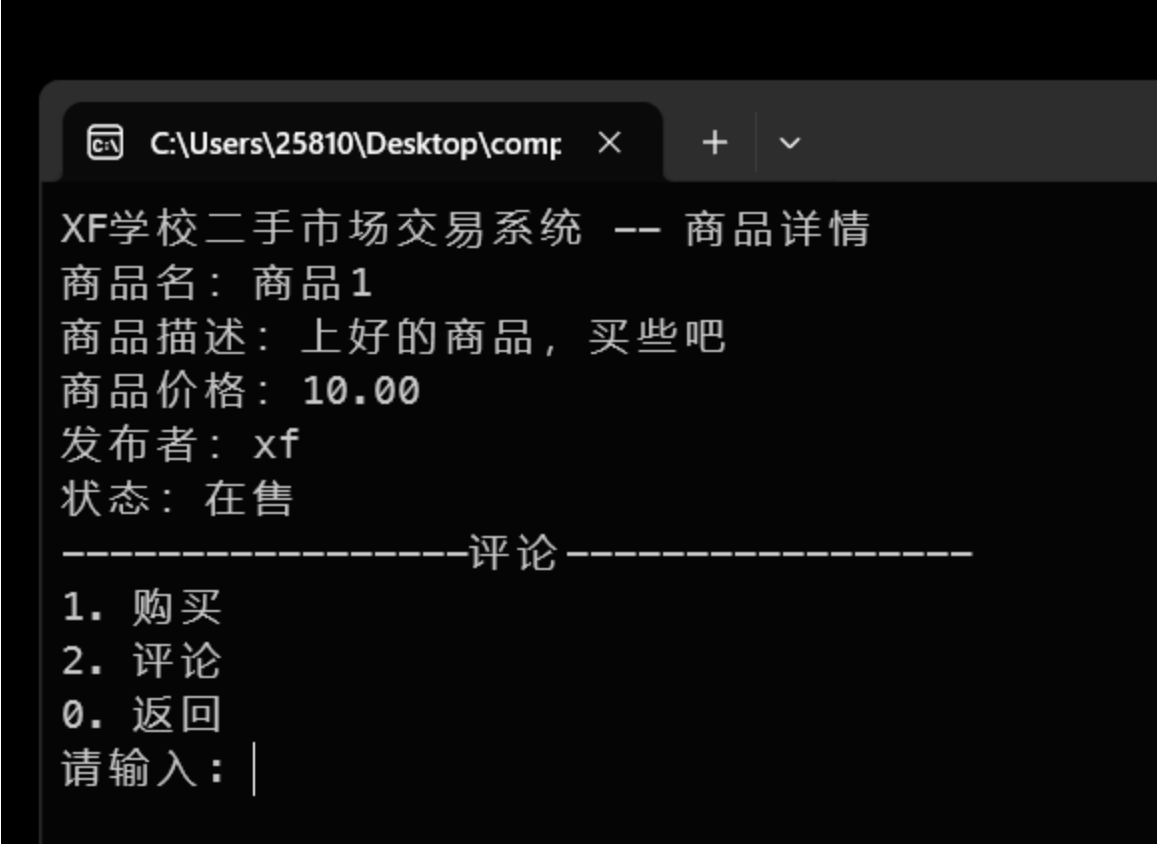 C:\Users\25810\Desktop\comp
XF学校二手市场交易系统 -- 商品详情
商品名：商品1
商品描述：上好的商品，买些吧
商品价格：10.00
发布者：xf
状态：在售
-----------------评论-----------------
1. 购买
2. 评论
0. 返回
请输入: